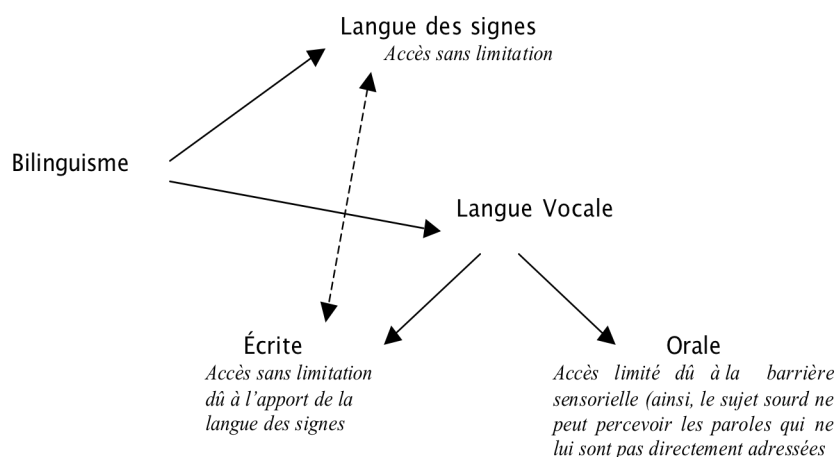 Langue des signes
Accès sans limitation
Bilinguisme
Langue Vocale
Écrite
Accès sans limitation
dû à l'apport de la
langue des signes
Orale
Accès limité dû à la barrière
sensorielle (ainsi, le sujet sourd ne
peut percevoir les paroles qui ne
lui sont pas directement adressées